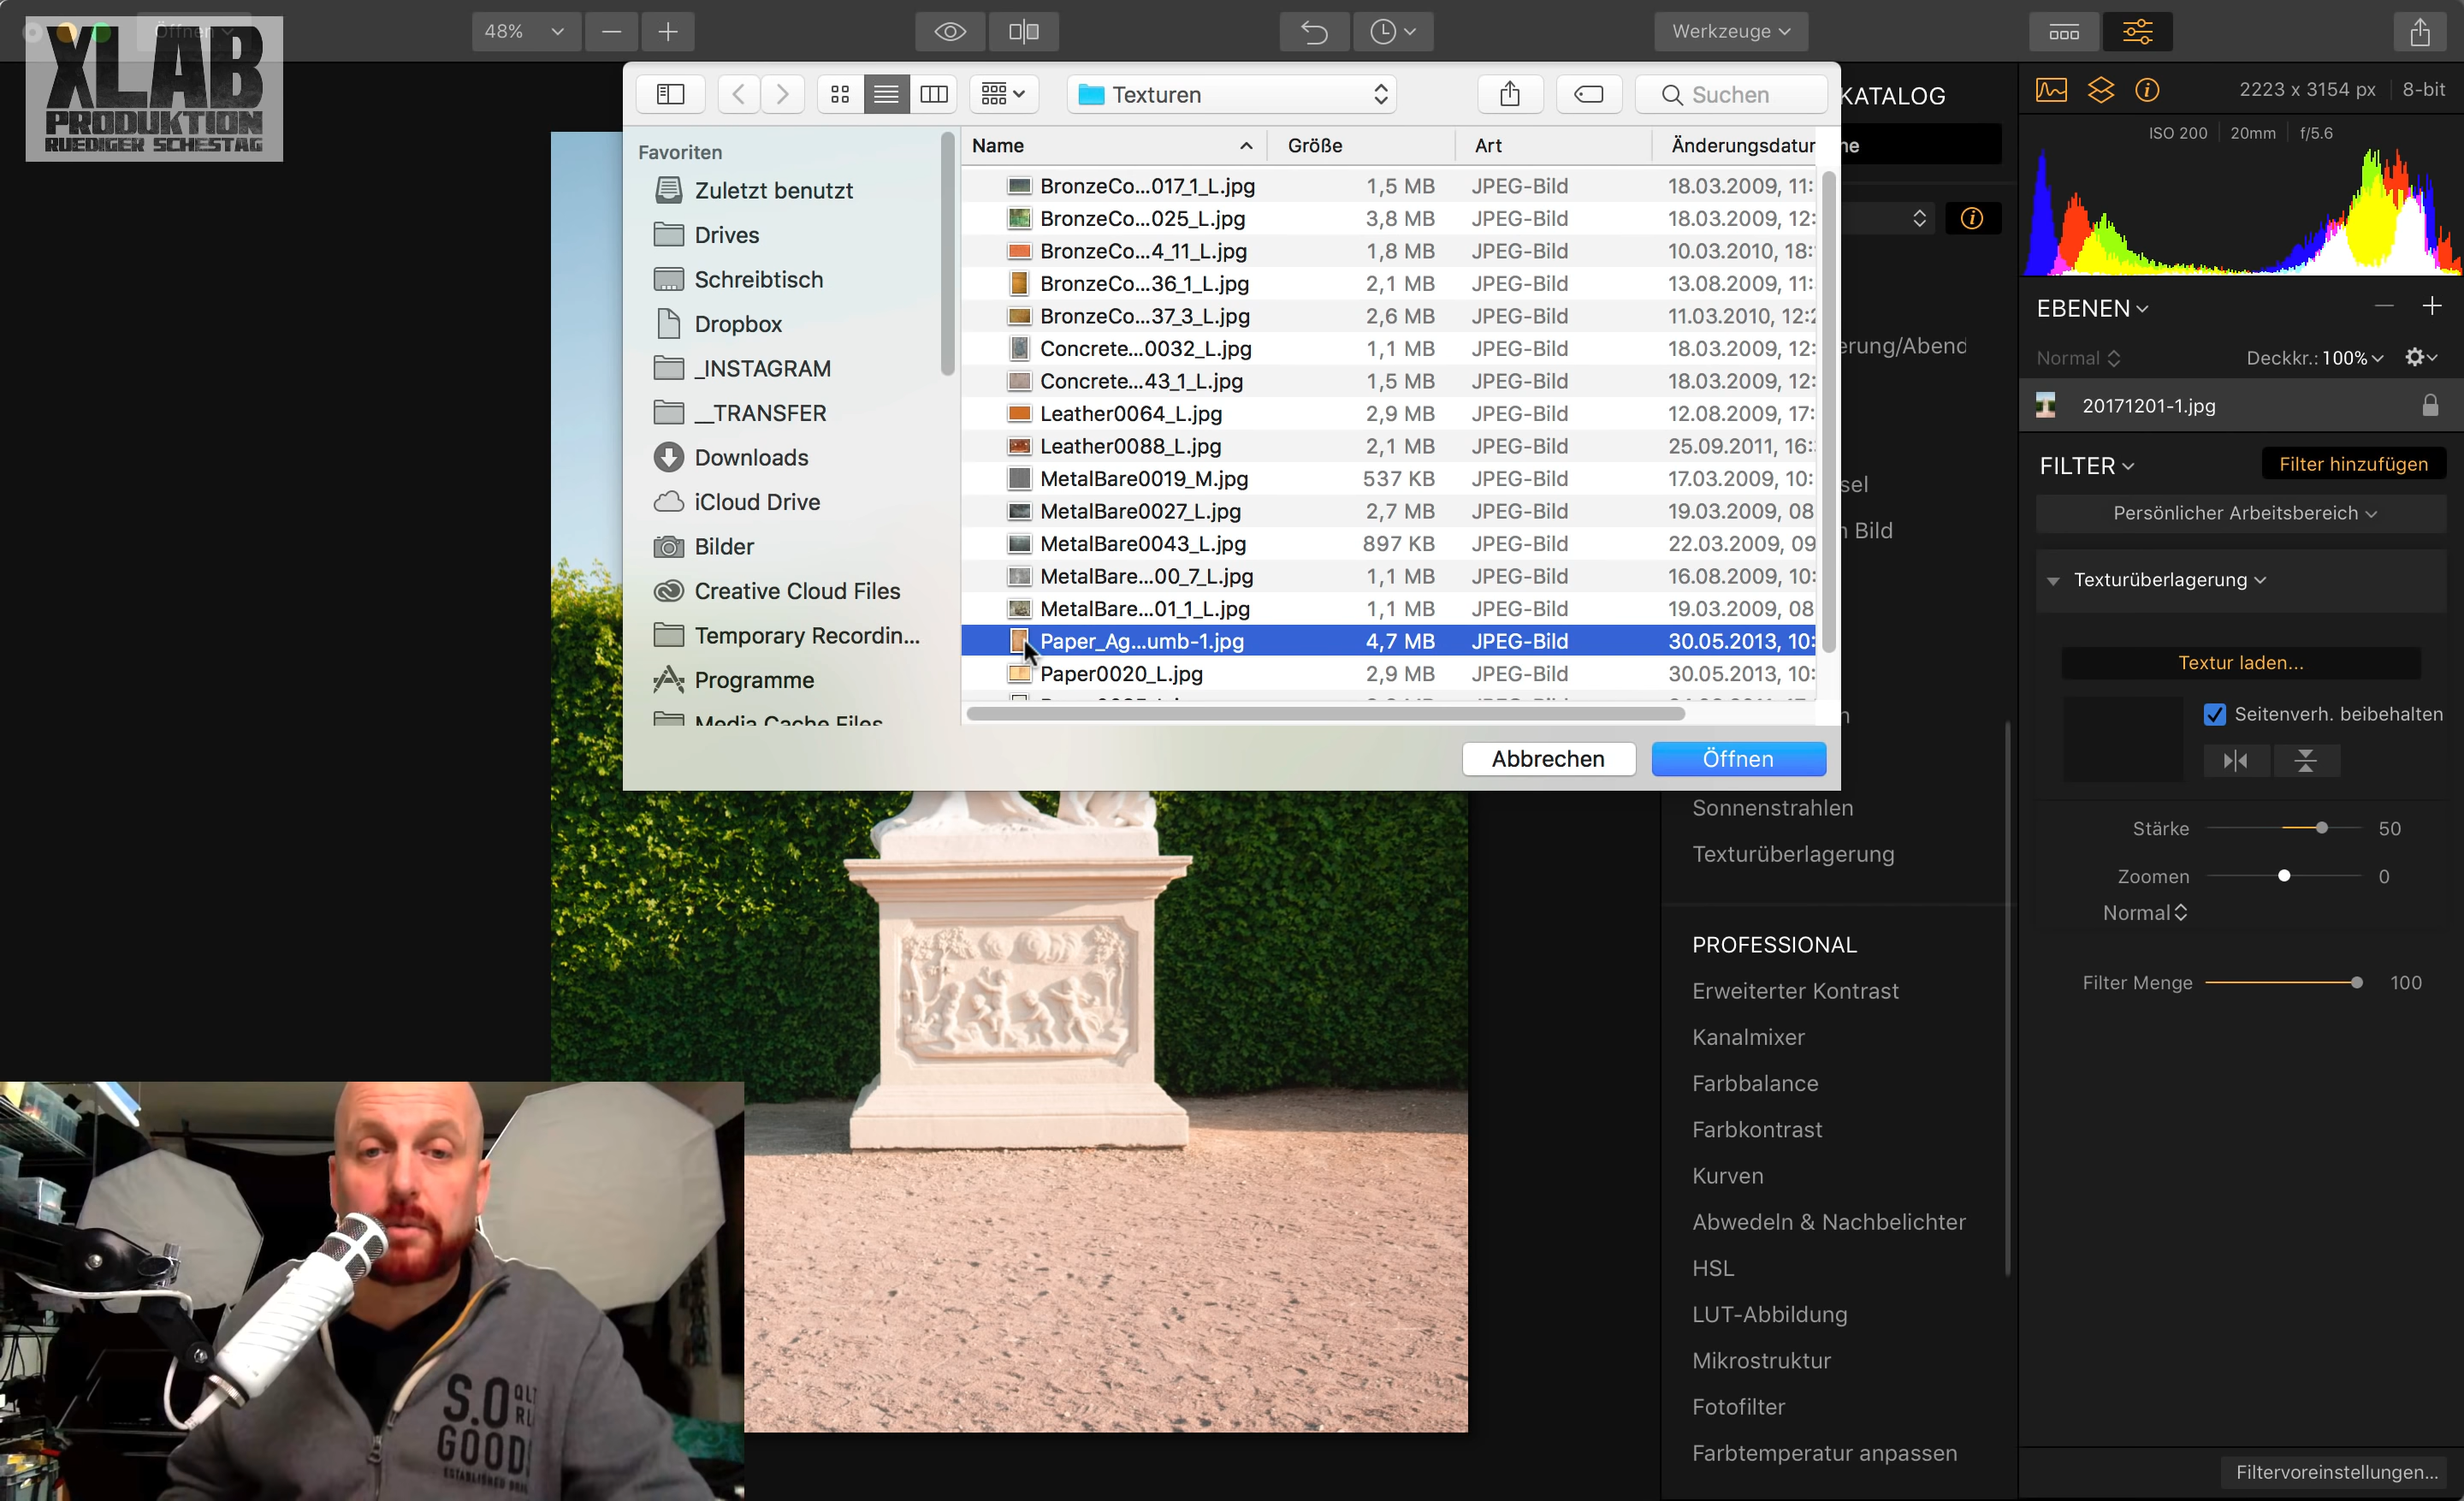 Öffnen
48%
Werkzeuge
XLAB
PRODUKTION
RUEDIGER SCHESTAG
Texturen
Suchen
KATALOG
2223 x 3154 px
8-bit
ISO 200
20mm
f/5.6
Favoriten
Zuletzt benutzt
Drives
Schreibtisch
Dropbox
_INSTAGRAM
__TRANSFER
Downloads
iCloud Drive
Bilder
Creative Cloud Files
Temporary Recordin...
Programme
Media Cache Files
Name Größe Art Änderungsdatur
BronzeCo...017_1_L.jpg 1,5 MB JPEG-Bild 18.03.2009, 11:
BronzeCo...025_L.jpg 3,8 MB JPEG-Bild 18.03.2009, 12:
BronzeCo...4_11_L.jpg 1,8 MB JPEG-Bild 10.03.2010, 18:
BronzeCo...36_1_L.jpg 2,1 MB JPEG-Bild 13.08.2009, 11:
BronzeCo...37_3_L.jpg 2,6 MB JPEG-Bild 11.03.2010, 12:2
Concrete...0032_L.jpg 1,1 MB JPEG-Bild 18.03.2009, 12:
Concrete...43_1_L.jpg 1,5 MB JPEG-Bild 18.03.2009, 12:
Leather0064_L.jpg 2,9 MB JPEG-Bild 12.08.2009, 17:
Leather0088_L.jpg 2,1 MB JPEG-Bild 25.09.2011, 16:
MetalBare0019_M.jpg 537 KB JPEG-Bild 17.03.2009, 10:
MetalBare0027_L.jpg 2,7 MB JPEG-Bild 19.03.2009, 08
MetalBare0043_L.jpg 897 KB JPEG-Bild 22.03.2009, 09
MetalBare...00_7_L.jpg 1,1 MB JPEG-Bild 16.08.2009, 10:
MetalBare...01_1_L.jpg 1,1 MB JPEG-Bild 19.03.2009, 08
Paper_Ag...umb-1.jpg 4,7 MB JPEG-Bild 30.05.2013, 10:
Paper0020_L.jpg 2,9 MB JPEG-Bild 30.05.2013, 10:
Abbrechen
Öffnen
ne
erung/Abend
sel
n Bild
n
Sonnenstrahlen
Texturüberlagerung
PROFESSIONAL
Erweiterter Kontrast
Kanalmixer
Farbbalance
Farbkontrast
Kurven
Abwedeln & Nachbelichter
HSL
LUT-Abbildung
Mikrostruktur
Fotofilter
Farbtemperatur anpassen
EBENEN
Normal
Deckkr.: 100%
20171201-1.jpg
FILTER
Filter hinzufügen
Persönlicher Arbeitsbereich
Texturüberlagerung
Textur laden...
Seitenverh. beibehalten
Stärke 50
Zoomen 0
Normal
Filter Menge 100
Filtervoreinstellungen...
S.O
QLT
RL
GOODS